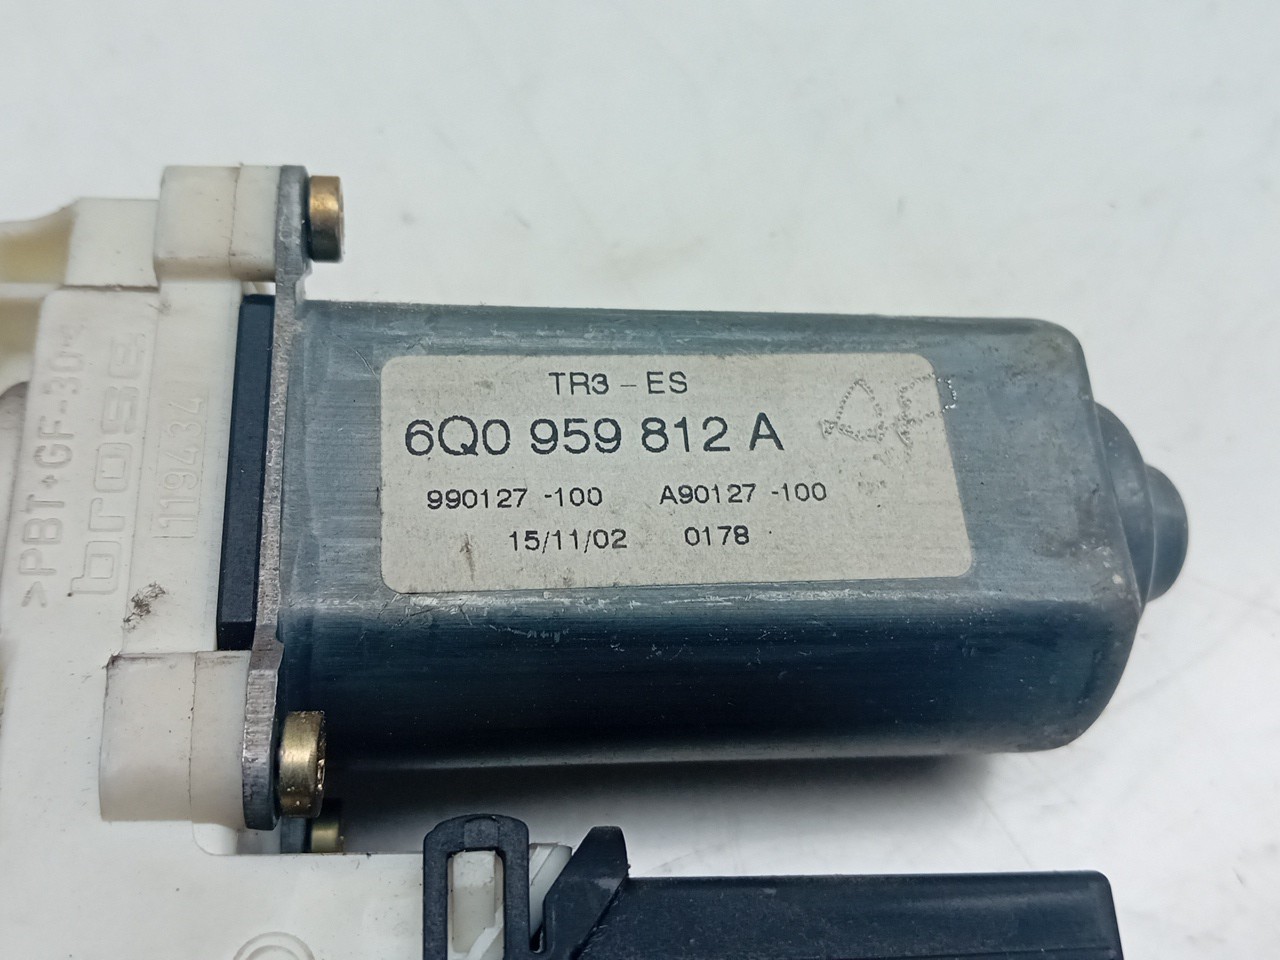 TR3 - ES
6Q0 959 812 A
990127 -100 A90127 -100
15/11/02 0178
>PBT+GF-30<
brose
119434